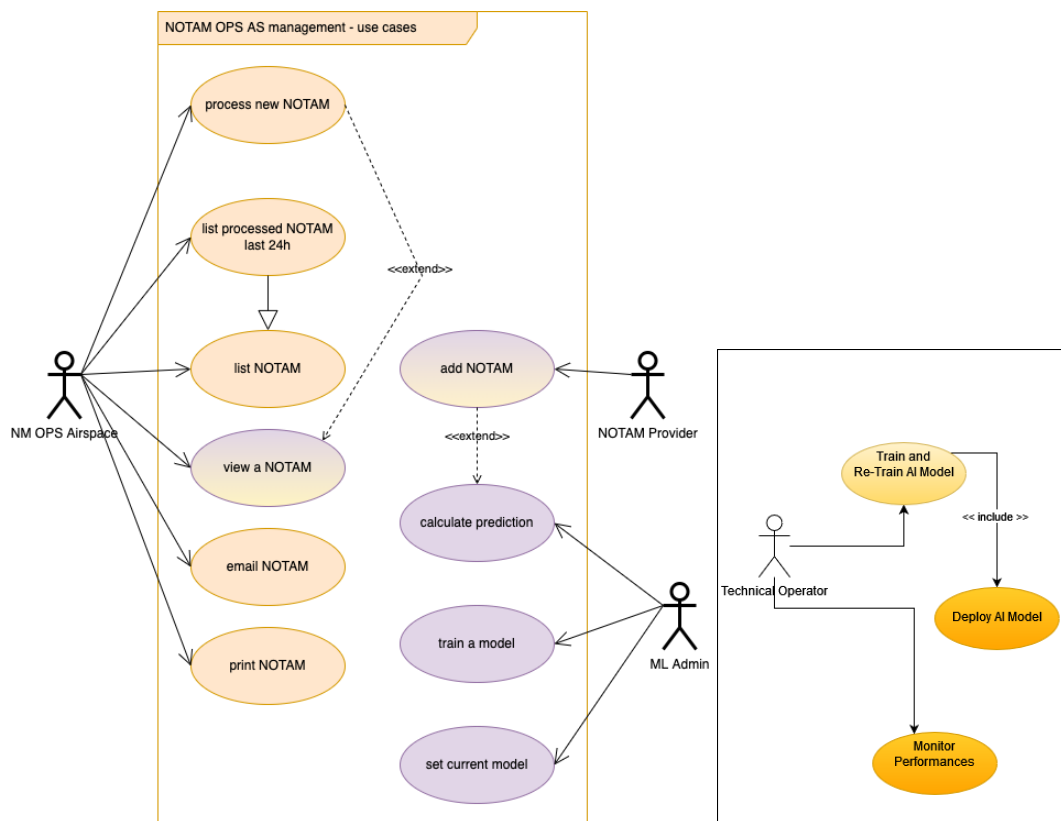 NOTAM OPS AS management - use cases
process new NOTAM
list processed NOTAM
last 24h
<<extend>>
list NOTAM
add NOTAM
NM OPS Airspace
NOTAM Provider
<<extend>>
view a NOTAM
Train and
Re-Train AI Model
calculate prediction
<< include >>
email NOTAM
Technical Operator
Deploy AI Model
train a model
ML Admin
print NOTAM
set current model
Monitor
Performances